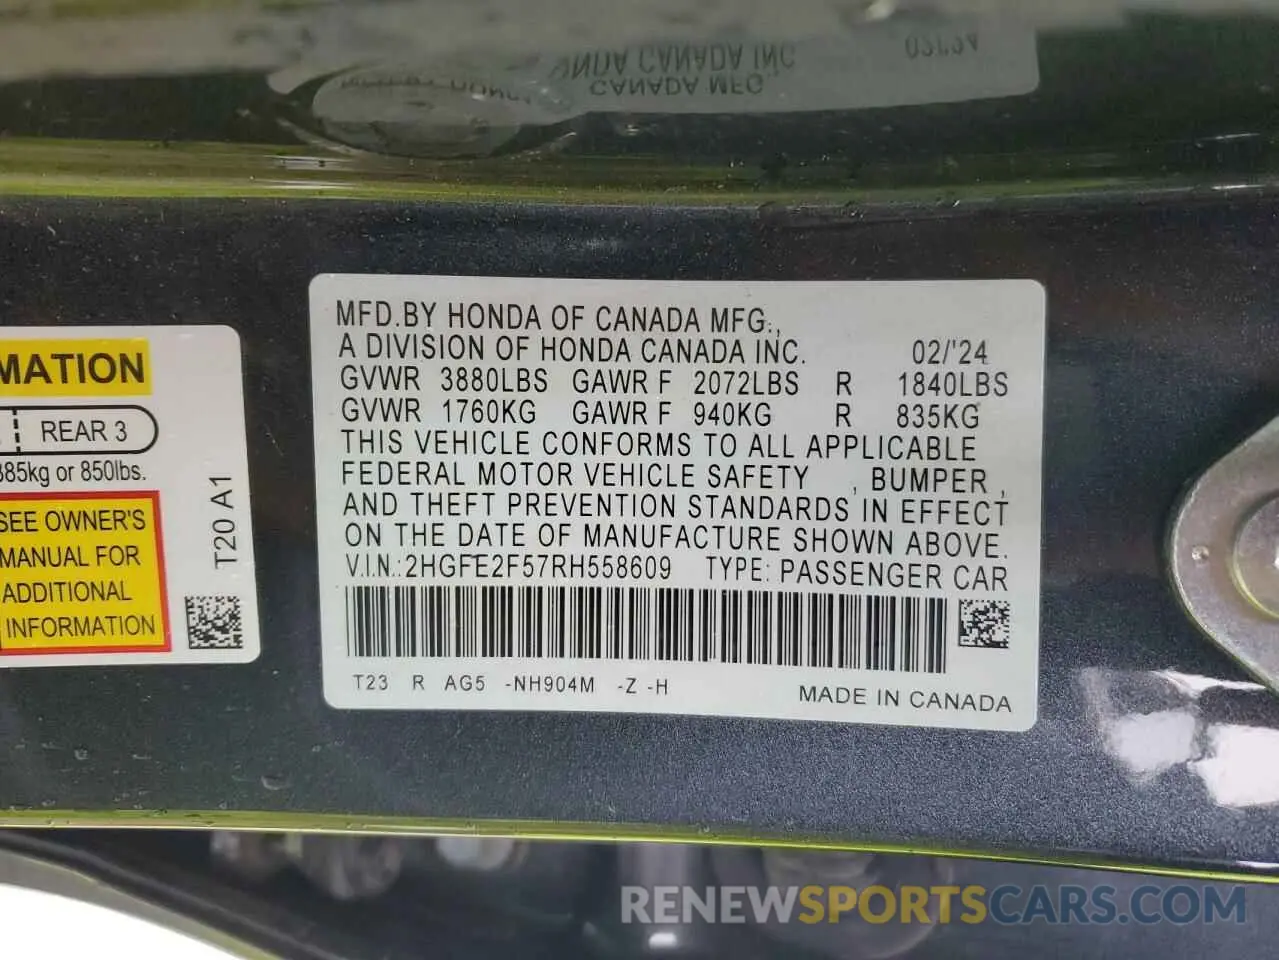 MATION
REAR 3
385kg or 850lbs.
SEE OWNER'S
MANUAL FOR
ADDITIONAL
INFORMATION
T20 A1
MFD.BY HONDA OF CANADA MFG.,
A DIVISION OF HONDA CANADA INC. 02/'24
GVWR 3880LBS GAWR F 2072LBS R 1840LBS
GVWR 1760KG GAWR F 940KG R 835KG
THIS VEHICLE CONFORMS TO ALL APPLICABLE
FEDERAL MOTOR VEHICLE SAFETY , BUMPER ,
AND THEFT PREVENTION STANDARDS IN EFFECT
ON THE DATE OF MANUFACTURE SHOWN ABOVE.
V.I.N.: 2HGFE2F57RH558609 TYPE: PASSENGER CAR
T23 R AG5 -NH904M -Z -H
MADE IN CANADA
RENEWSPORTSCARS.COM